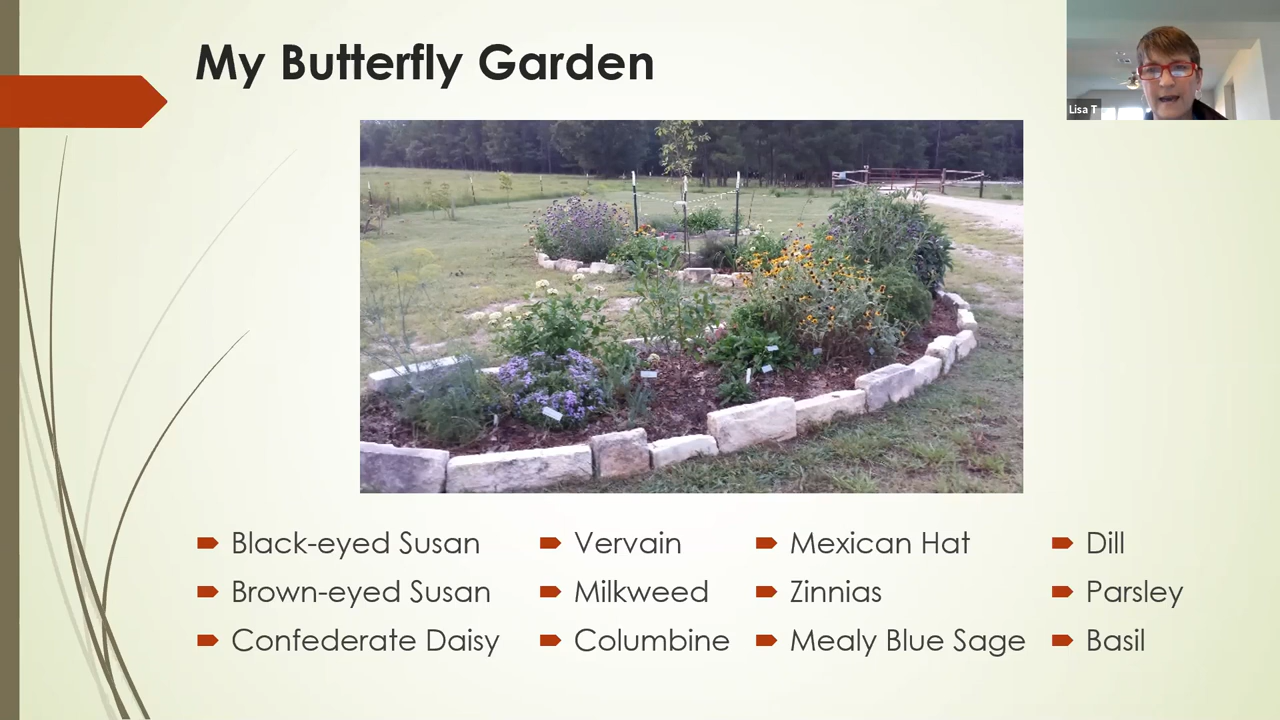 My Butterfly Garden
Lisa T
Black-eyed Susan
Brown-eyed Susan
Confederate Daisy
Vervain
Milkweed
Columbine
Mexican Hat
Zinnias
Mealy Blue Sage
Dill
Parsley
Basil